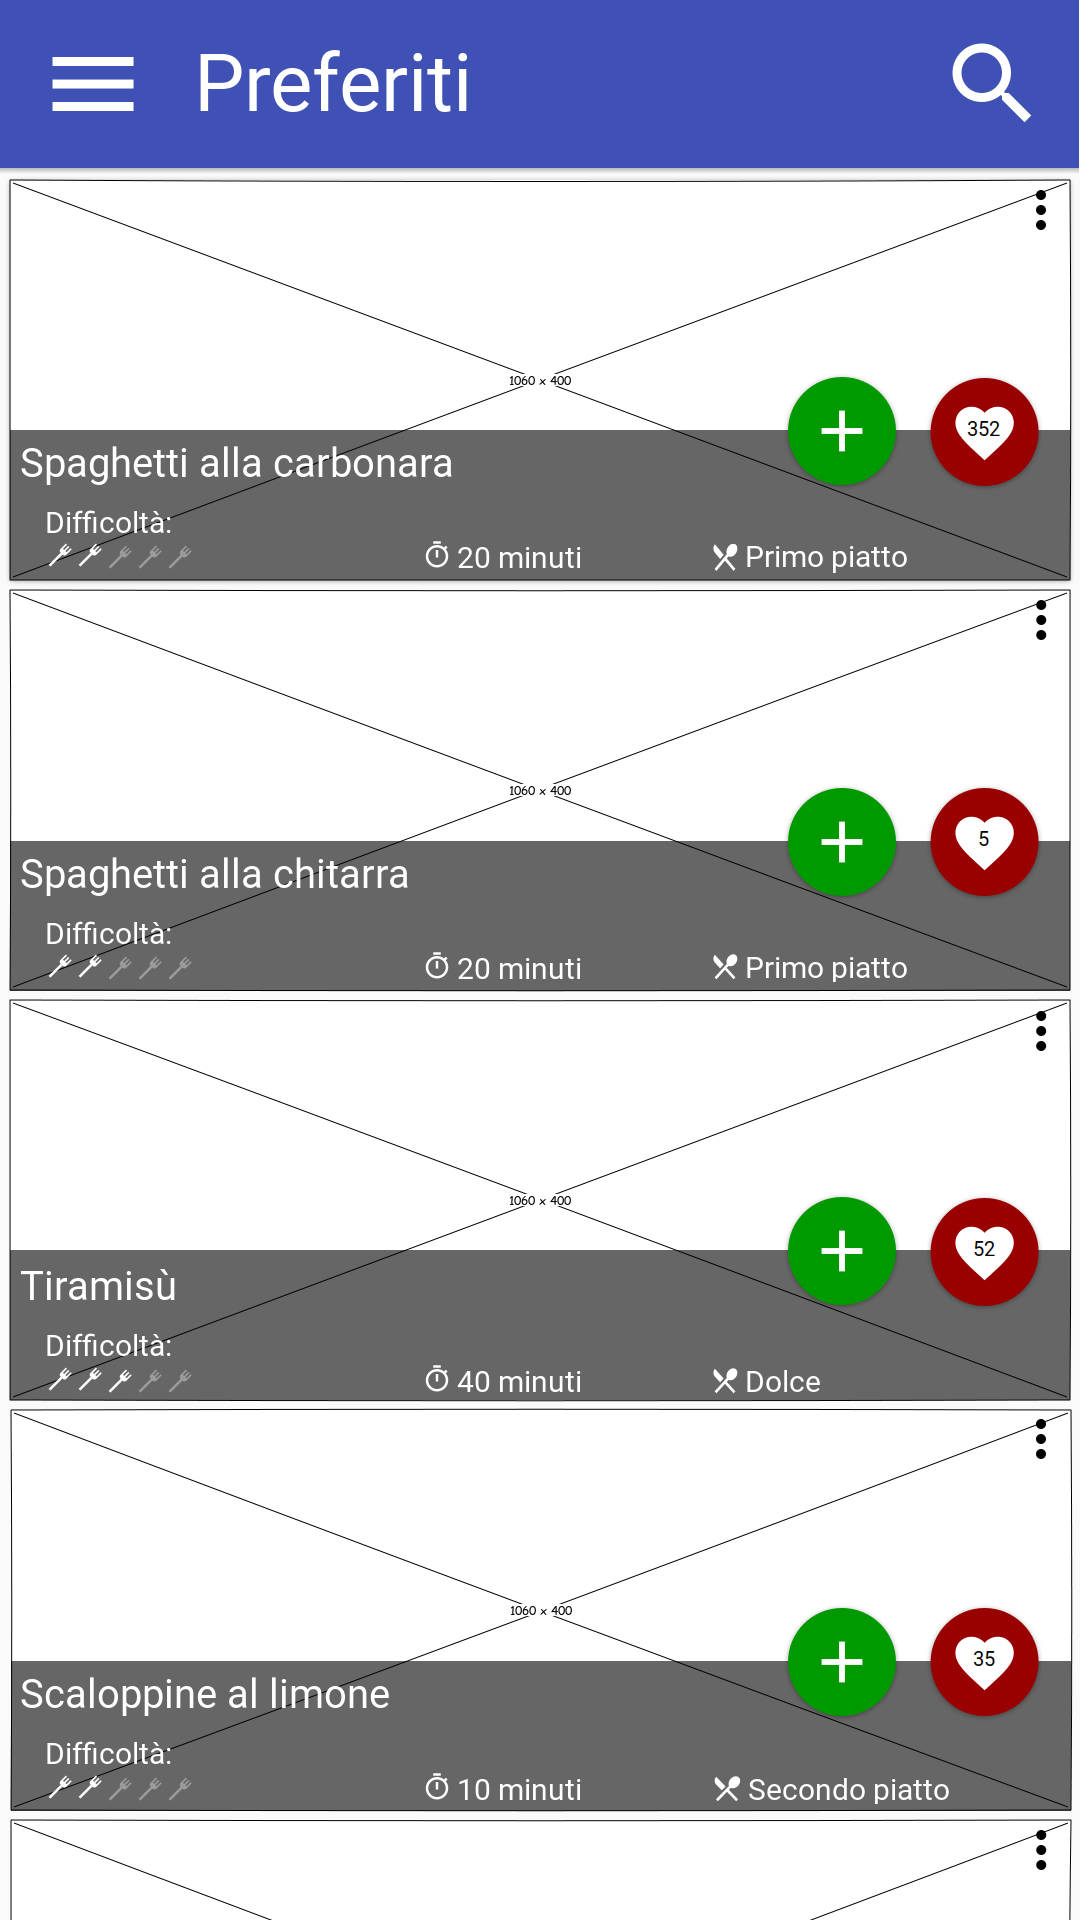 Preferiti
1060 x 400
352
Spaghetti alla carbonara
Difficoltà:
20 minuti
Primo piatto
1060 x 400
5
Spaghetti alla chitarra
Difficoltà:
20 minuti
Primo piatto
1060 x 400
52
Tiramisù
Difficoltà:
40 minuti
Dolce
1060 x 400
35
Scaloppine al limone
Difficoltà:
10 minuti
Secondo piatto